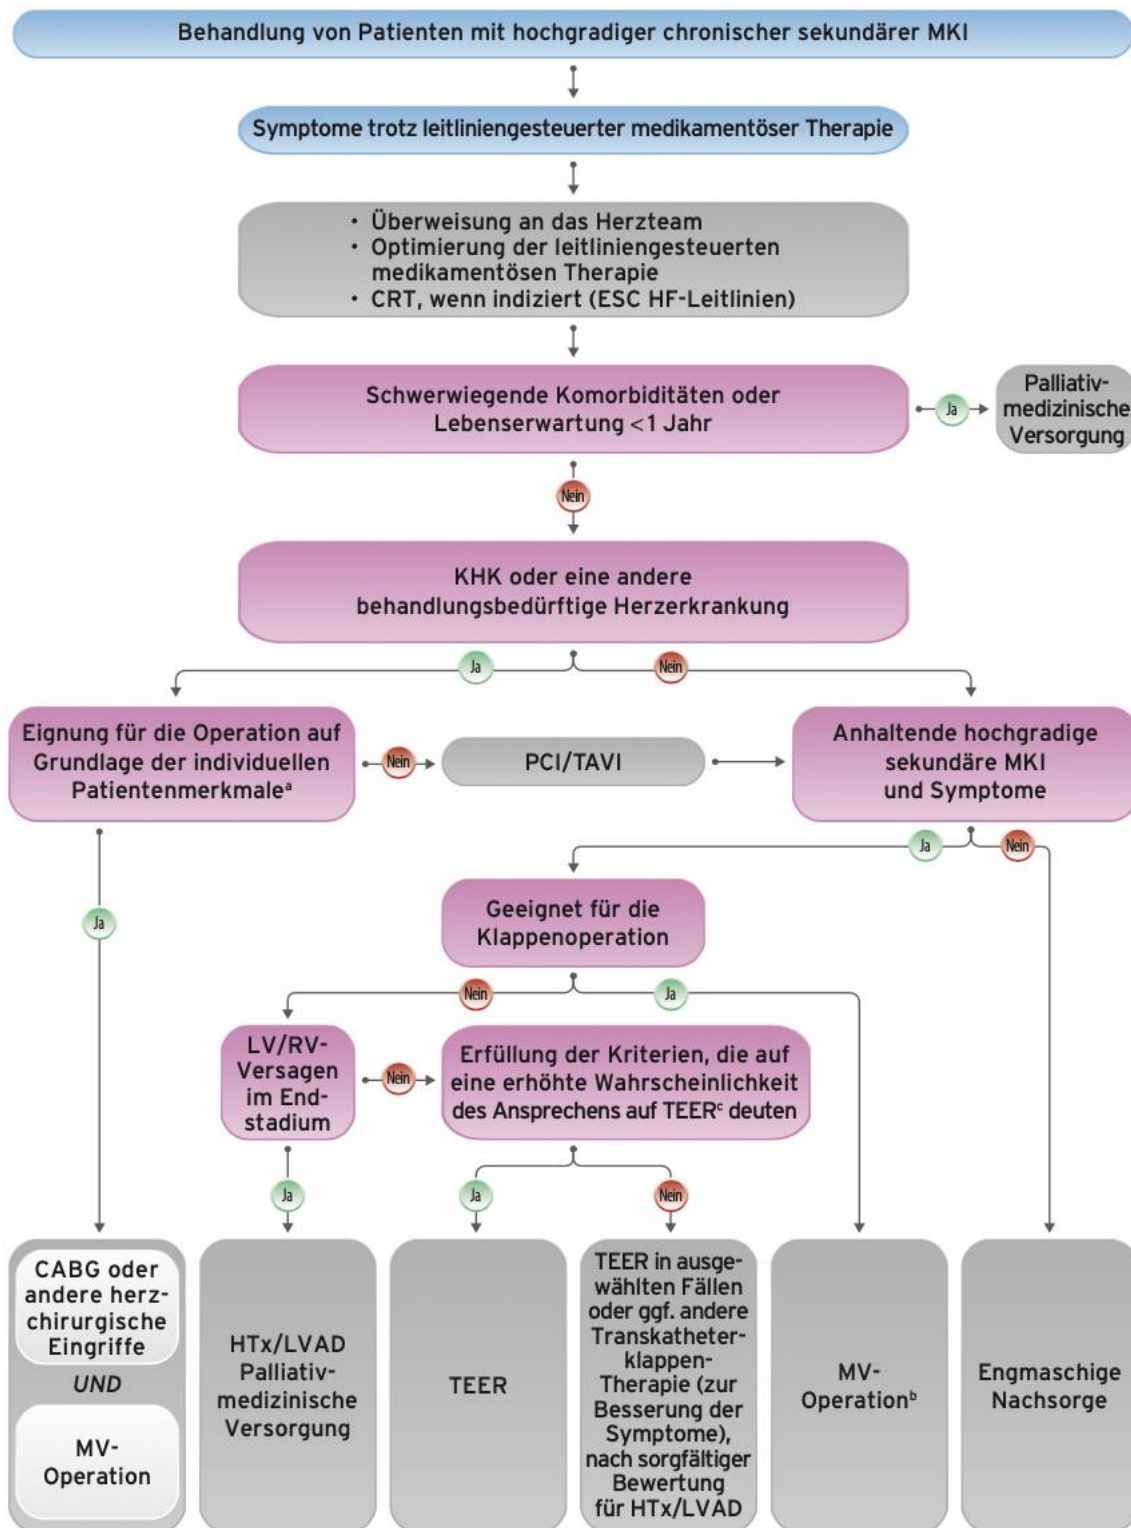 Behandlung von Patienten mit hochgradiger chronischer sekundärer MKI
Symptome trotz leitliniengesteuerter medikamentöser Therapie
• Überweisung an das Herzteam
• Optimierung der leitliniengesteuerten
medikamentösen Therapie
• CRT, wenn indiziert (ESC HF-Leitlinien)
Schwerwiegende Komorbiditäten oder
Lebenserwartung <1 Jahr
Ja
Palliativ-
medizinische
Versorgung
Nein
KHK oder eine andere
behandlungsbedürftige Herzerkrankung
Ja
Nein
Eignung für die Operation auf
Grundlage der individuellen
Patientenmerkmaleᵃ
Nein
PCI/TAVI
Anhaltende hochgradige
sekundäre MKI
und Symptome
Ja
Nein
Geeignet für die
Klappenoperation
Ja
Nein
Ja
LV/RV-
Versagen
im End-
stadium
Nein
Erfüllung der Kriterien, die auf
eine erhöhte Wahrscheinlichkeit
des Ansprechens auf TEERᶜ deuten
Ja
Ja
Nein
CABG oder
andere herz-
chirurgische
Eingriffe
UND
MV-
Operation
HTx/LVAD
Palliativ-
medizinische
Versorgung
TEER
TEER in ausge-
wählten Fällen
oder ggf. andere
Transkatheter-
klappen-
Therapie (zur
Besserung der
Symptome),
nach sorgfältiger
Bewertung
für HTx/LVAD
MV-
Operationᵇ
Engmaschige
Nachsorge